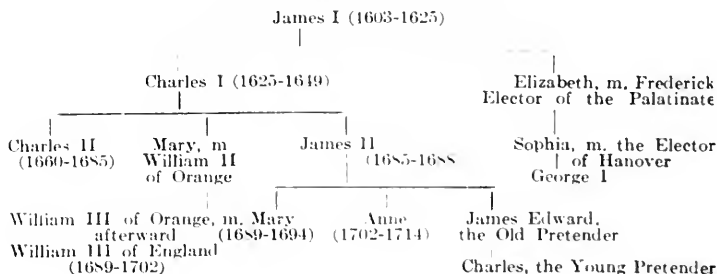 James I (1603-1625)
Charles I (1625-1649)
Elizabeth, m. Frederick
Elector of the Palatinate
Charles II
(1660-1685)
Mary, m
William II
of Orange
James II
(1685-1688
Sophia, m. the Elector
of Hanover
George I
William III of Orange, m. Mary
afterward
William III of England
(1689-1702)
(1689-1694)
Anne
(1702-1714)
James Edward,
the Old Pretender
Charles, the Young Pretender